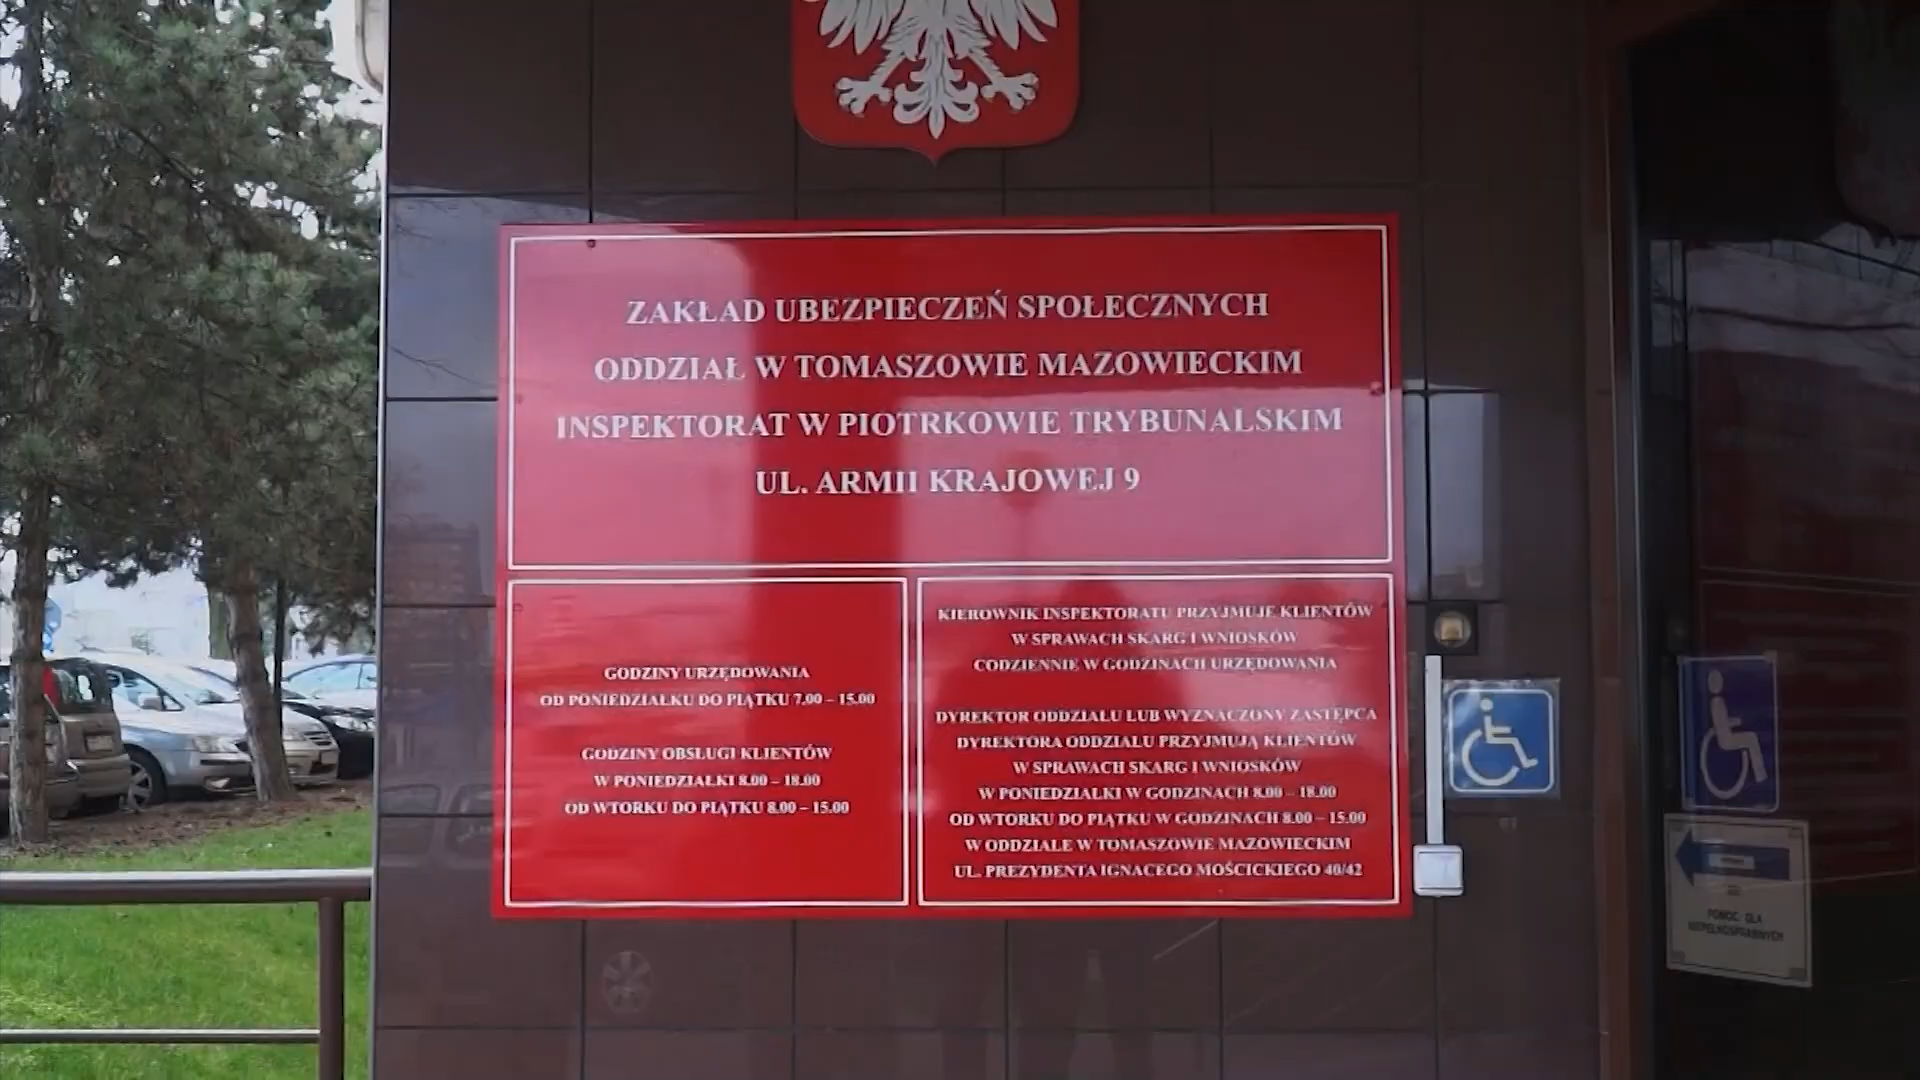 ZAKŁAD UBEZPIECZEŃ SPOŁECZNYCH
ODDZIAŁ W TOMASZOWIE MAZOWIECKIM
INSPEKTORAT W PIOTRKOWIE TRYBUNALSKIM
UL. ARMII KRAJOWEJ 9
GODZINY URZĘDOWANIA
OD PONIEDZIAŁKU DO PIĄTKU 7.00 – 15.00
GODZINY OBSŁUGI KLIENTÓW
W PONIEDZIAŁKI 8.00 – 18.00
OD WTORKU DO PIĄTKU 8.00 – 15.00
KIEROWNIK INSPEKTORATU PRZYJMUJE KLIENTÓW
W SPRAWACH SKARG I WNIOSKÓW
CODZIENNIE W GODZINACH URZĘDOWANIA
DYREKTOR ODDZIAŁU LUB WYZNACZONY ZASTĘPCA
DYREKTORA ODDZIAŁU PRZYJMUJĄ KLIENTÓW
W SPRAWACH SKARG I WNIOSKÓW
W PONIEDZIAŁKI W GODZINACH 8.00 – 18.00
OD WTORKU DO PIĄTKU W GODZINACH 8.00 – 15.00
W ODDZIALE W TOMASZOWIE MAZOWIECKIM
UL. PREZYDENTA IGNACEGO MOŚCICKIEGO 40/42
POMOC DLA
NIEPEŁNOSPRAWNYCH